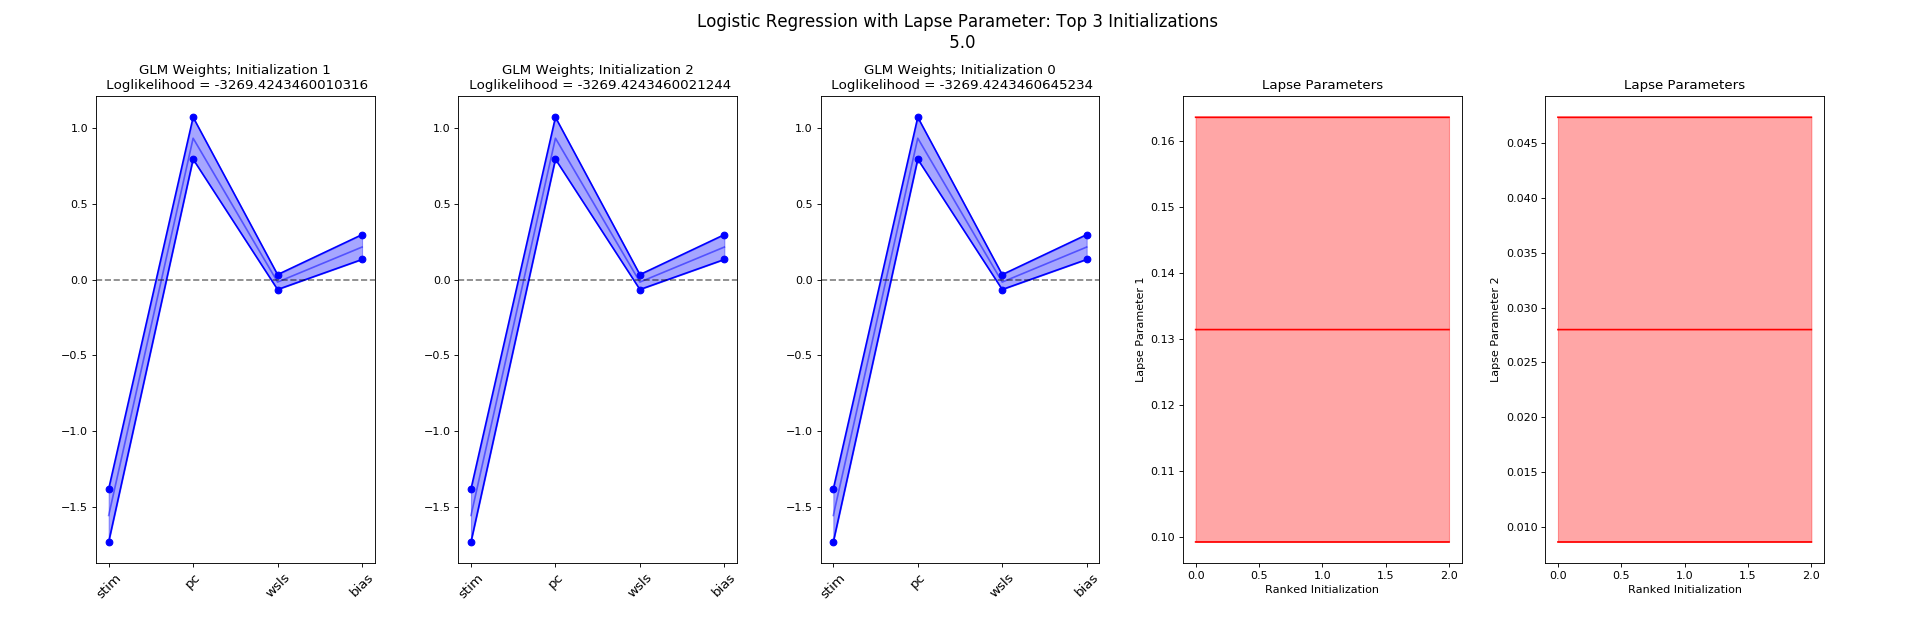 Logistic Regression with Lapse Parameter: Top 3 Initializations
5.0
GLM Weights; Initialization 1
Loglikelihood = -3269.4243460010316
1.0
0.5
0.0
−0.5
−1.0
−1.5
stim
pc
wsls
bias
GLM Weights; Initialization 2
Loglikelihood = -3269.4243460021244
1.0
0.5
0.0
−0.5
−1.0
−1.5
stim
pc
wsls
bias
GLM Weights; Initialization 0
Loglikelihood = -3269.4243460645234
1.0
0.5
0.0
−0.5
−1.0
−1.5
stim
pc
wsls
bias
Lapse Parameters
Lapse Parameter 1
0.16
0.15
0.14
0.13
0.12
0.11
0.10
0.0 0.5 1.0 1.5 2.0
Ranked Initialization
Lapse Parameters
Lapse Parameter 2
0.045
0.040
0.035
0.030
0.025
0.020
0.015
0.010
0.0 0.5 1.0 1.5 2.0
Ranked Initialization